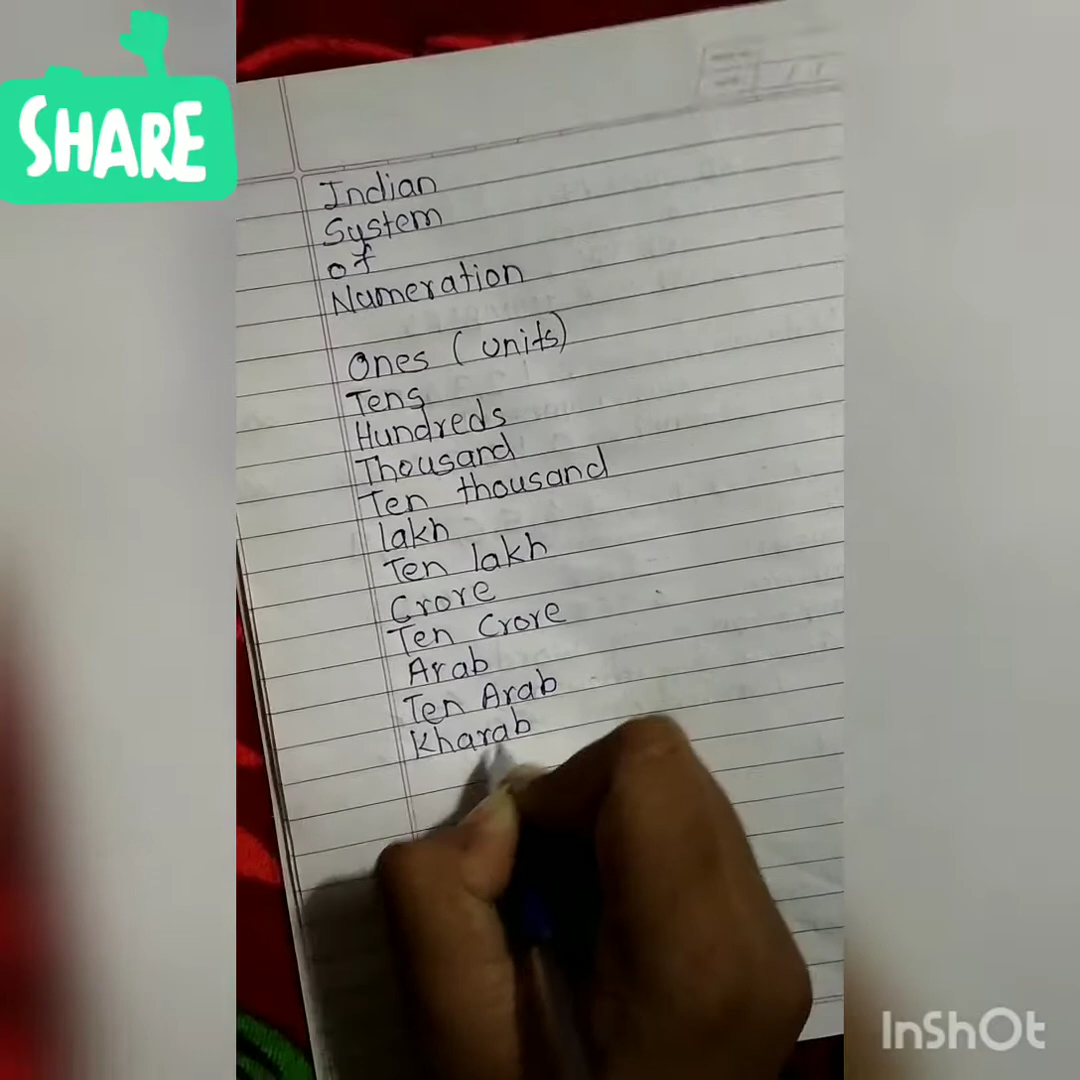 SHARE
Indian
System
of
Numeration
Ones (units)
Tens
Hundreds
Thousand
Ten thousand
lakh
Ten lakh
Crore
Ten Crore
Arab
Ten Arab
Kharab
InShOt